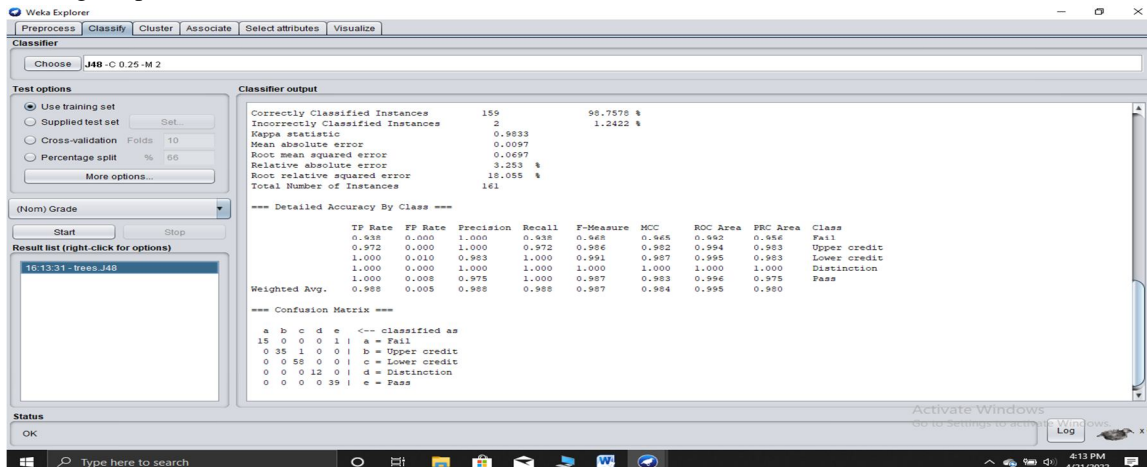 Weka Explorer
Preprocess Classify Cluster Associate Select attributes Visualize
Classifier
Choose J48 -C 0.25 -M 2
Test options
Use training set
Supplied test set Set...
Cross-validation Folds 10
Percentage split % 66
More options...
(Nom) Grade
Start Stop
Result list (right-click for options)
16:13:31 - trees.J48
Classifier output
Correctly Classified Instances 159 98.7578 %
Incorrectly Classified Instances 2 1.2422 %
Kappa statistic 0.9833
Mean absolute error 0.0097
Root mean squared error 0.0697
Relative absolute error 3.253 %
Root relative squared error 18.055 %
Total Number of Instances 161
=== Detailed Accuracy By Class ===
TP Rate FP Rate Precision Recall F-Measure MCC ROC Area PRC Area Class
0.938 0.000 1.000 0.938 0.968 0.965 0.992 0.956 Fail
0.972 0.000 1.000 0.972 0.986 0.982 0.994 0.983 Upper credit
1.000 0.010 0.983 1.000 0.991 0.987 0.995 0.983 Lower credit
1.000 0.000 1.000 1.000 1.000 1.000 1.000 1.000 Distinction
1.000 0.008 0.975 1.000 0.987 0.983 0.996 0.975 Pass
Weighted Avg. 0.988 0.005 0.988 0.988 0.987 0.984 0.995 0.980
=== Confusion Matrix ===
a b c d e <-- classified as
15 0 0 0 1 | a = Fail
0 35 1 0 0 | b = Upper credit
0 0 58 0 0 | c = Lower credit
0 0 0 12 0 | d = Distinction
0 0 0 0 39 | e = Pass
Activate Windows
Go to Settings to activate Windows.
Status
OK
Log
x
Type here to search
4:13 PM
4/21/2022